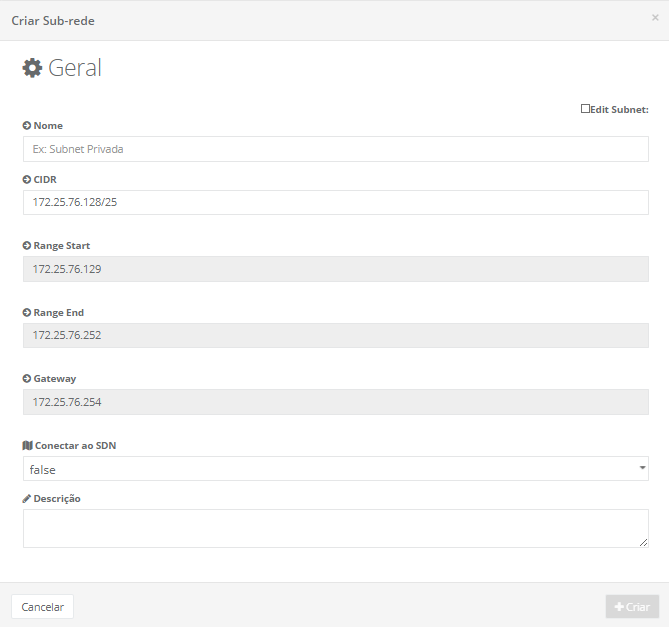 Criar Sub-rede
×
Geral
Edit Subnet:
Nome
Ex: Subnet Privada
CIDR
172.25.76.128/25
Range Start
172.25.76.129
Range End
172.25.76.252
Gateway
172.25.76.254
Conectar ao SDN
false
Descrição
Cancelar
+Criar